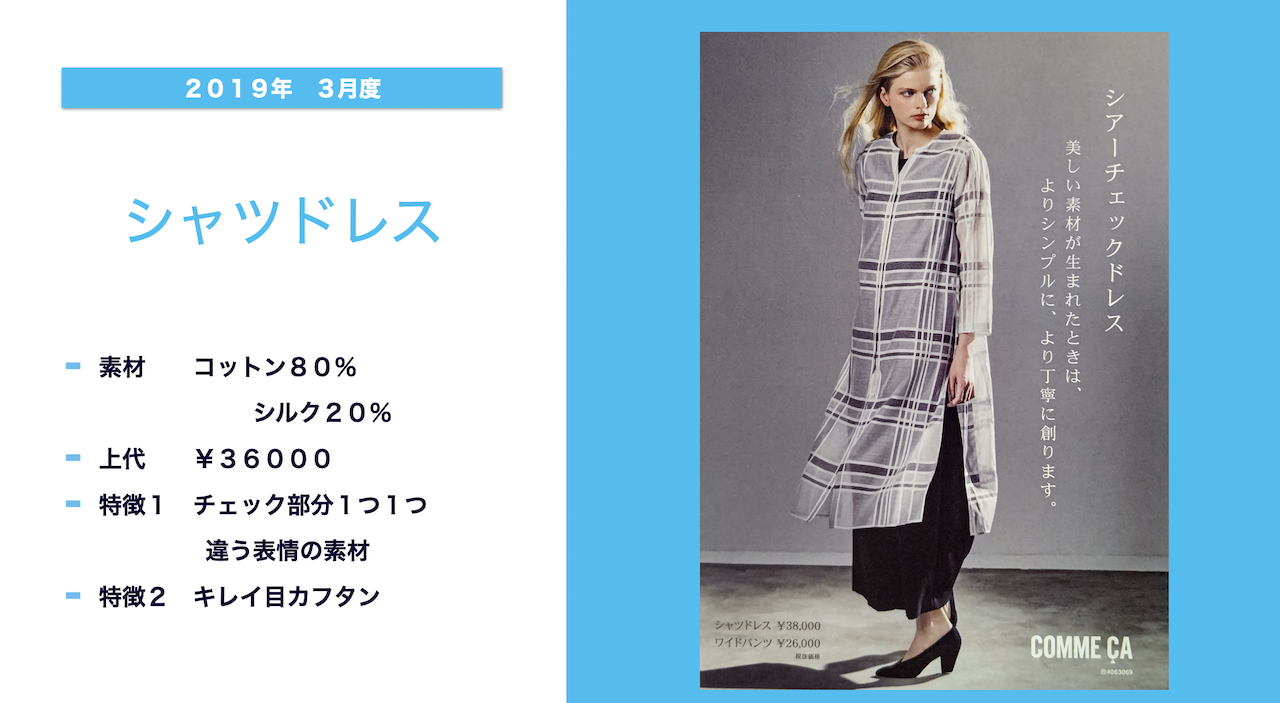 ２０１９年　３月度
シャツドレス
素材　　コットン８０％
シルク２０％
上代　　￥３６０００
特徴１　チェック部分１つ１つ
違う表情の素材
特徴２　キレイ目カフタン
シアーチェックドレス
美しい素材が生まれたときは、
よりシンプルに、より丁寧に創ります。
シャツドレス ￥38,000
ワイドパンツ ￥26,000
税抜価格
COMME ÇA
@4063069